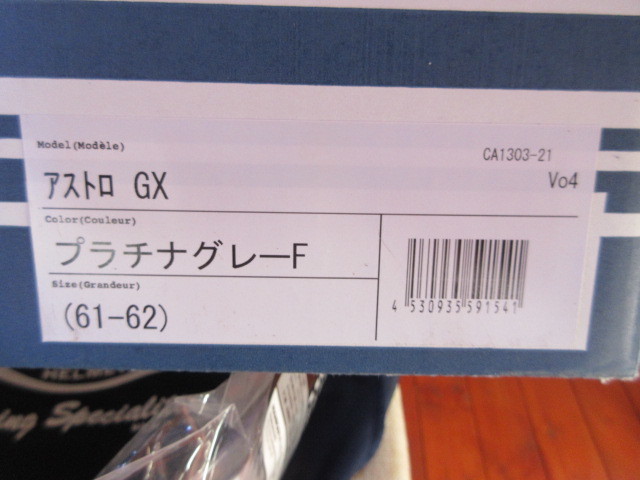 Model(Modèle)
CA1303-21
ｱｽﾄﾛ GX
Vo4
Color(Couleur)
プラチナグレーF
Size(Grandeur)
(61-62)
4 530935 591541